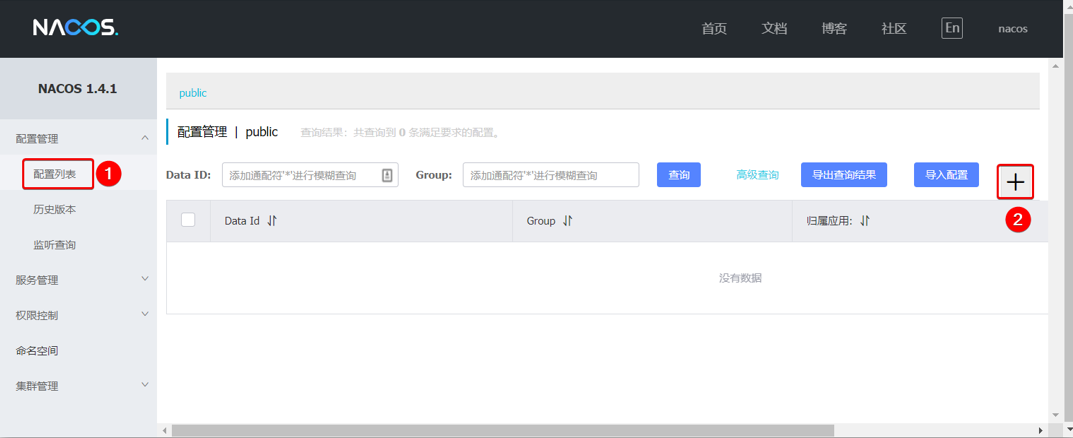 NACOS.
首页 文档 博客 社区 En nacos
NACOS 1.4.1
配置管理
配置列表 1
历史版本
监听查询
服务管理
权限控制
命名空间
集群管理
public
配置管理 | public 查询结果：共查询到 0 条满足要求的配置。
Data ID: 添加通配符'*'进行模糊查询 Group: 添加通配符'*'进行模糊查询 查询 高级查询 导出查询结果 导入配置 +
2
Data Id Group 归属应用:
没有数据